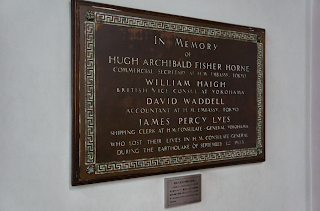 IN MEMORY
OF
HUGH ARCHIBALD FISHER HORNE
COMMERCIAL SECRETARY AT H.M. EMBASSY, TOKYO
WILLIAM HAIGH
BRITISH VICE CONSUL AT YOKOHAMA
DAVID WADDELL
ACCOUNTANT AT H.M. EMBASSY, TOKYO
JAMES PERCY LYES
SHIPPING CLERK AT H.M. CONSULATE-GENERAL YOKOHAMA
WHO LOST THEIR LIVES IN H.M. CONSULATE GENERAL
DURING THE EARTHQUAKE OF SEPTEMBER